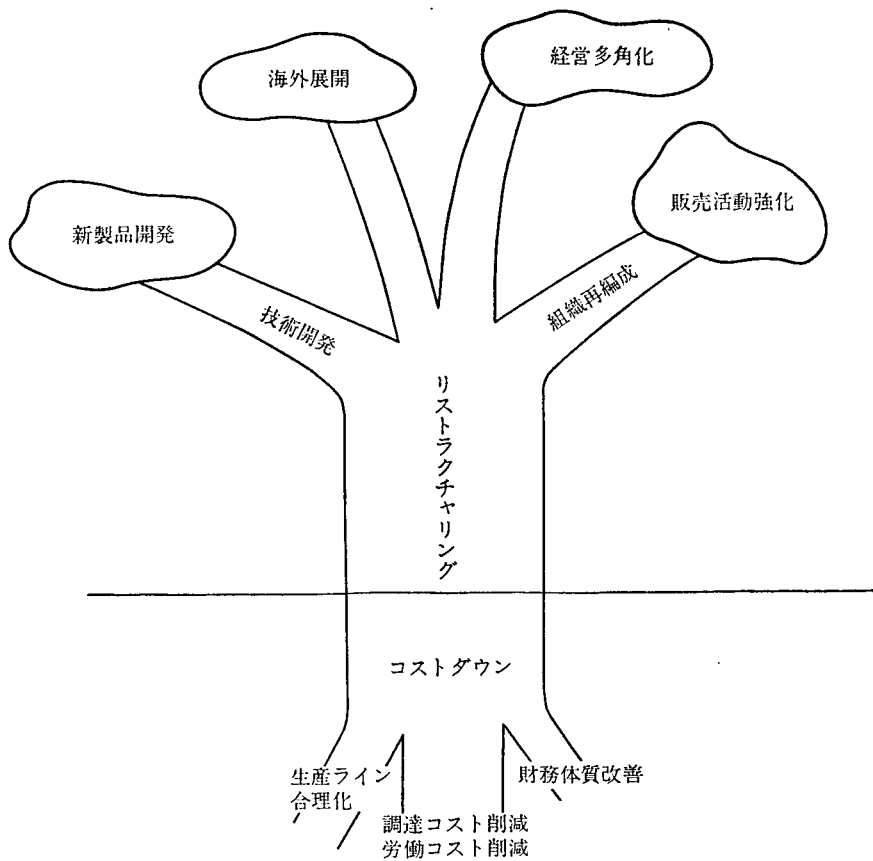 経営多角化
海外展開
販売活動強化
新製品開発
技術開発
組織再編成
リストラクチャリング
コストダウン
生産ライン
合理化
財務体質改善
調達コスト削減
労働コスト削減